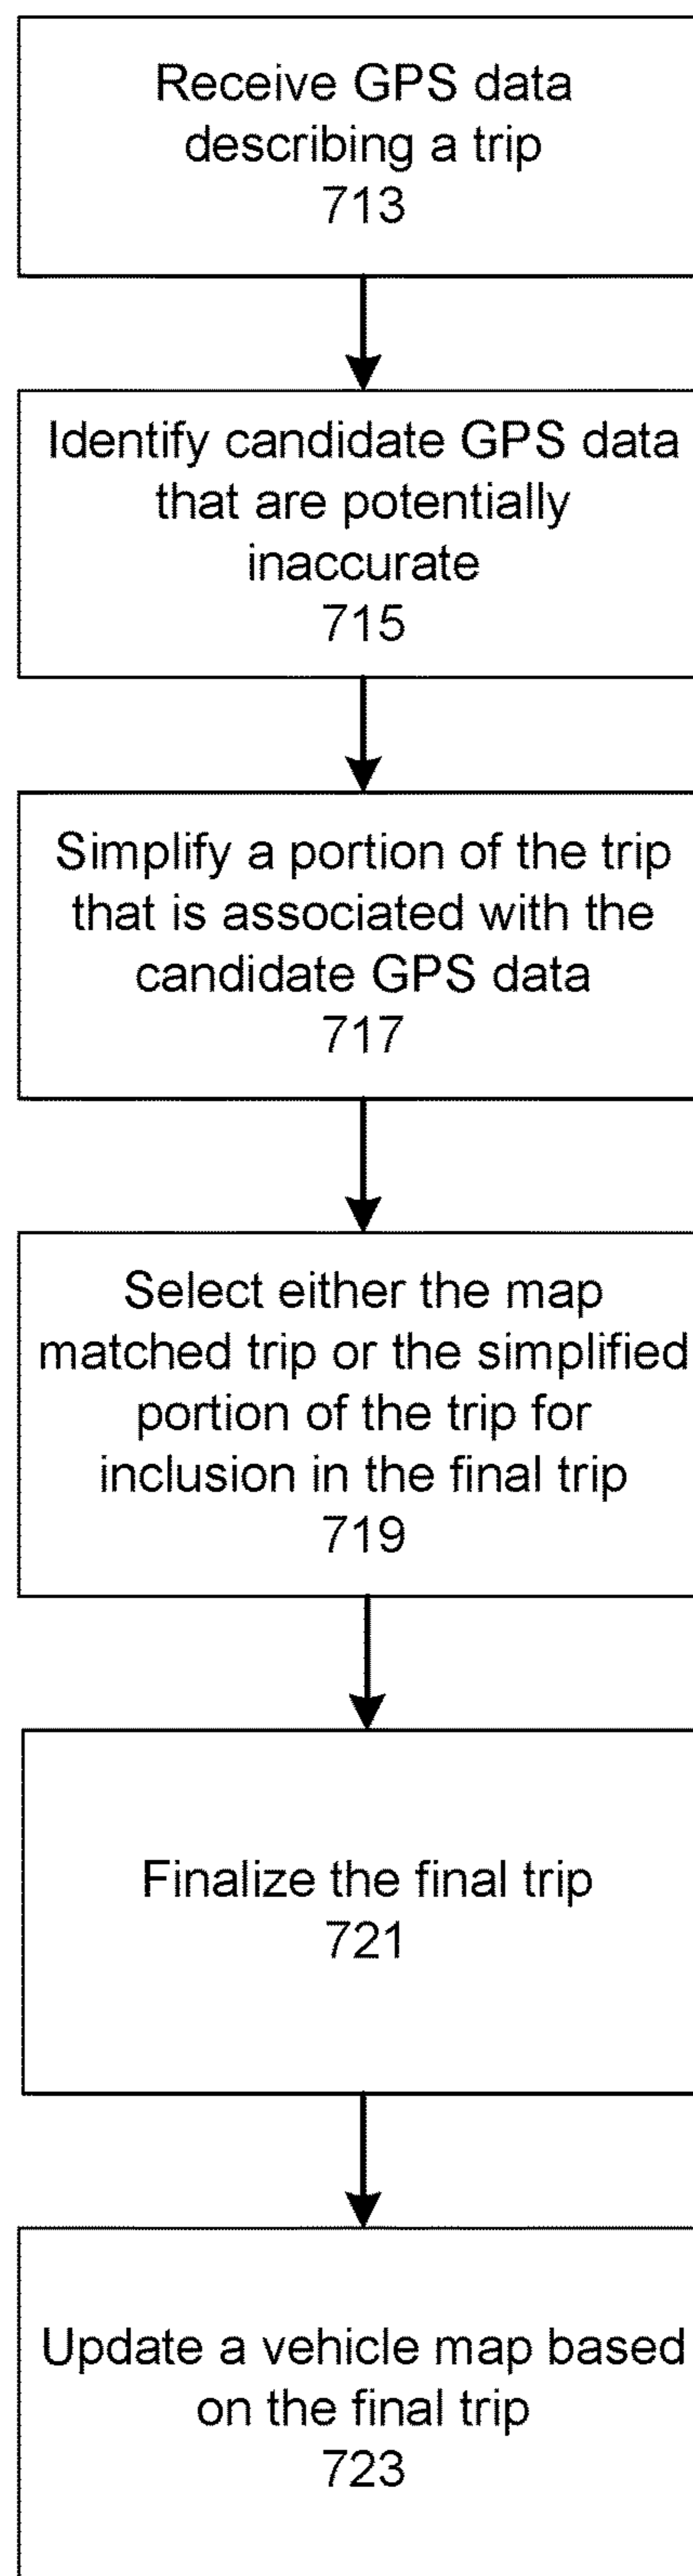 Receive GPS data
describing a trip
713
Identify candidate GPS data
that are potentially
inaccurate
715
Simplify a portion of the trip
that is associated with the
candidate GPS data
717
Select either the map
matched trip or the simplified
portion of the trip for
inclusion in the final trip
719
Finalize the final trip
721
Update a vehicle map based
on the final trip
723